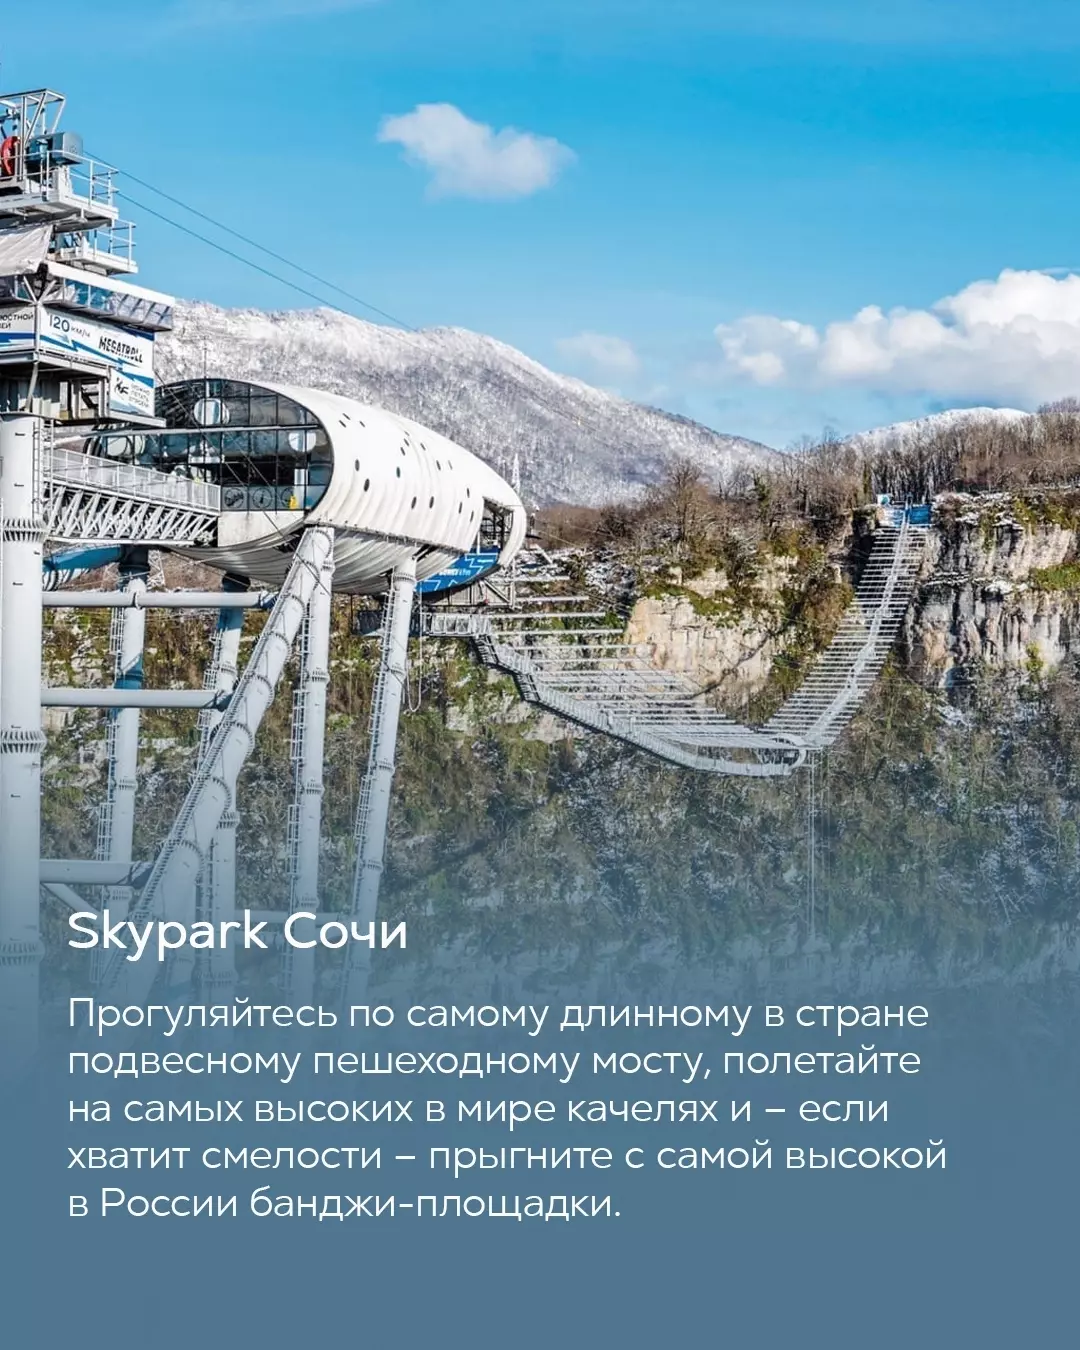 120 км/ч
MEGATROLL
Skypark Сочи
Прогуляйтесь по самому длинному в стране
подвесному пешеходному мосту, полетайте
на самых высоких в мире качелях и – если
хватит смелости – прыгните с самой высокой
в России банджи-площадки.